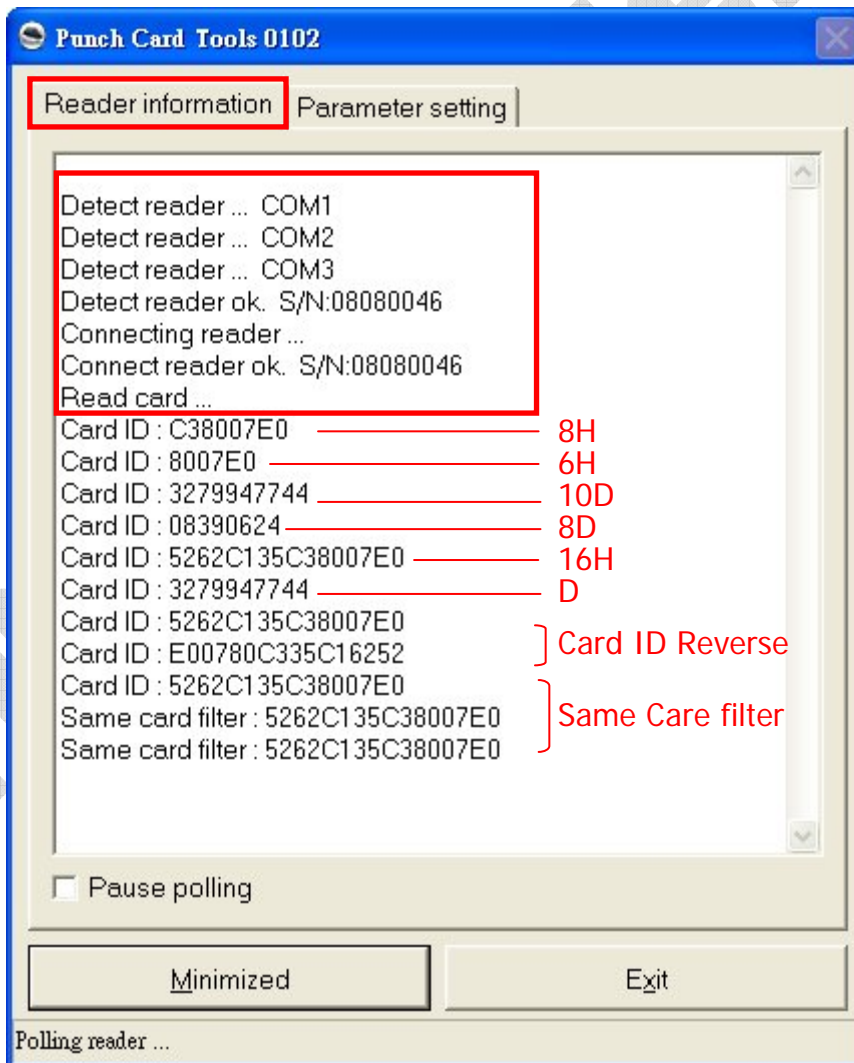 Punch Card Tools 0102
Reader information Parameter setting
Detect reader ... COM1
Detect reader ... COM2
Detect reader ... COM3
Detect reader ok. S/N:08080046
Connecting reader ...
Connect reader ok. S/N:08080046
Read card ...
Card ID : C38007E0 8H
Card ID : 8007E0 6H
Card ID : 3279947744 10D
Card ID : 08390624 8D
Card ID : 5262C135C38007E0 16H
Card ID : 3279947744 D
Card ID : 5262C135C38007E0
Card ID : E00780C335C16252 Card ID Reverse
Card ID : 5262C135C38007E0
Same card filter : 5262C135C38007E0 Same Care filter
Same card filter : 5262C135C38007E0
Pause polling
Minimized Exit
Polling reader ...